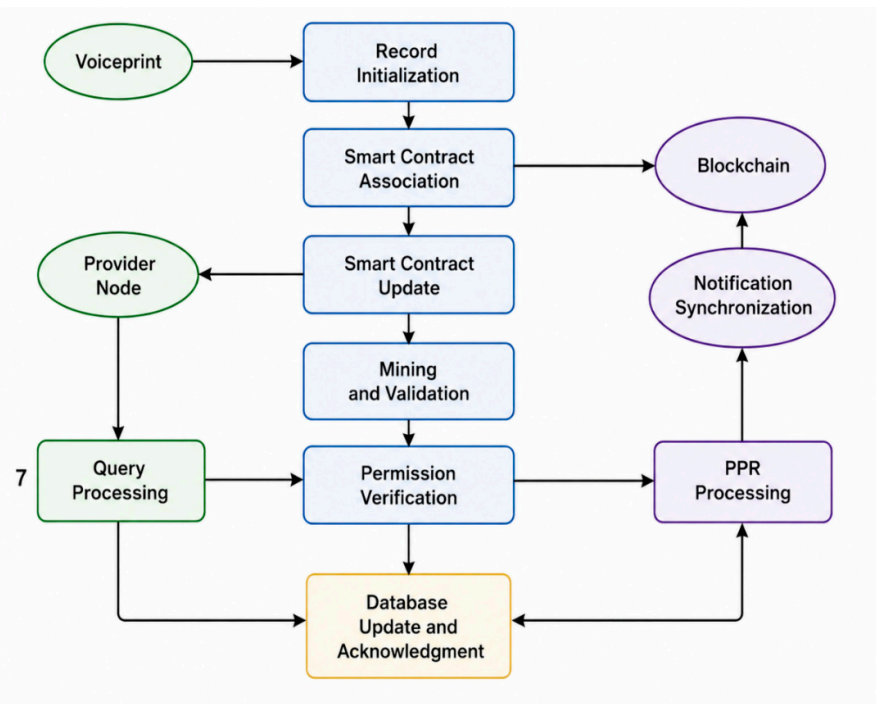 Voiceprint
Record
Initialization
Smart Contract
Association
Blockchain
Provider
Node
Smart Contract
Update
Notification
Synchronization
Mining
and Validation
7
Query
Processing
Permission
Verification
PPR
Processing
Database
Update and
Acknowledgment